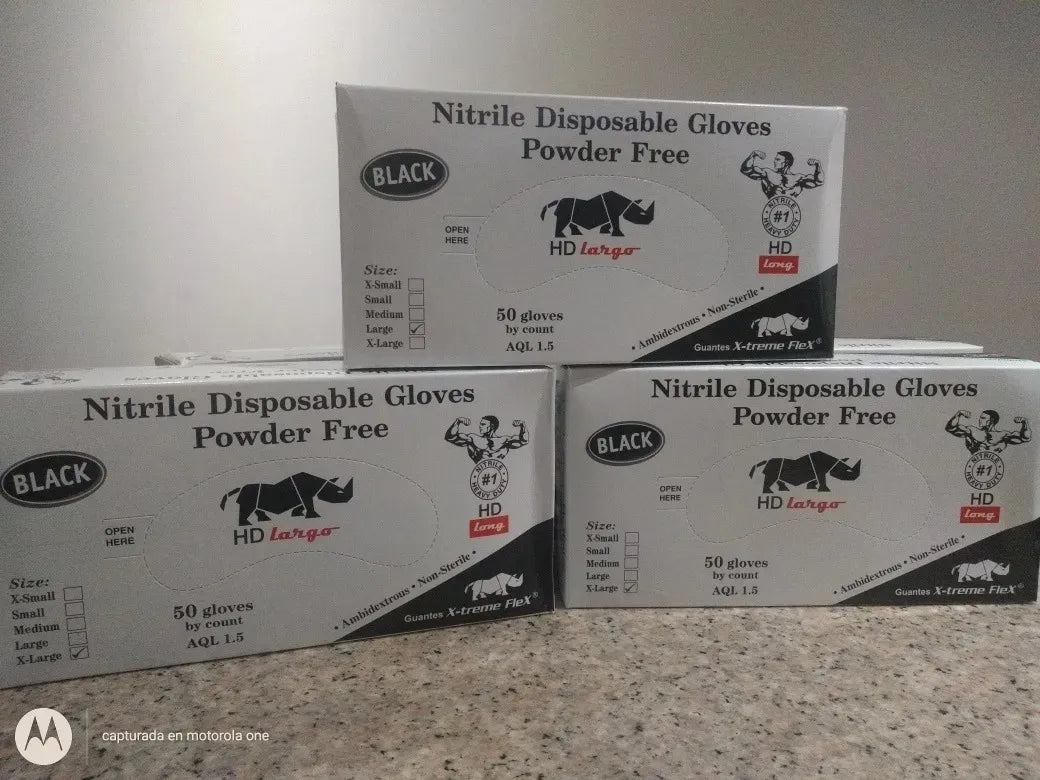 Nitrile Disposable Gloves
Powder Free
BLACK
OPEN
HERE
HD largo
NITRILE
#1
HEAVY DUTY
HD
long
Size:
X-Small
Small
Medium
Large ✓
X-Large
50 gloves
by count
AQL 1.5
• Ambidextrous • Non-Sterile •
Guantes X-treme FleX®
Nitrile Disposable Gloves
Powder Free
BLACK
OPEN
HERE
HD largo
NITRILE
#1
HEAVY DUTY
HD
long
Size:
X-Small
Small
Medium
Large
X-Large ✓
50 gloves
by count
AQL 1.5
• Ambidextrous • Non-Sterile •
Guantes X-treme FleX®
Nitrile Disposable Gloves
Powder Free
BLACK
OPEN
HERE
HD largo
NITRILE
#1
HEAVY DUTY
HD
long
Size:
X-Small
Small
Medium
Large
X-Large ✓
50 gloves
by count
AQL 1.5
• Ambidextrous • Non-Sterile •
Guantes X-treme FleX®
capturada en motorola one